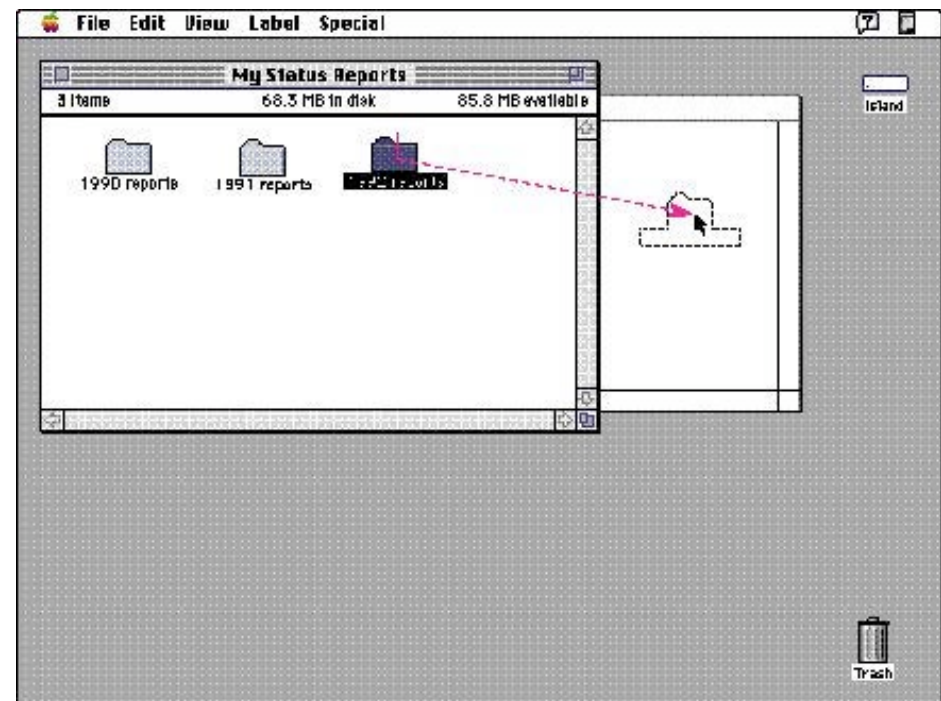 File Edit View Label Special
My Status Reports
3 items 68.3 MB in disk 85.8 MB available
Island
1990 reports 1991 reports reports
Trash